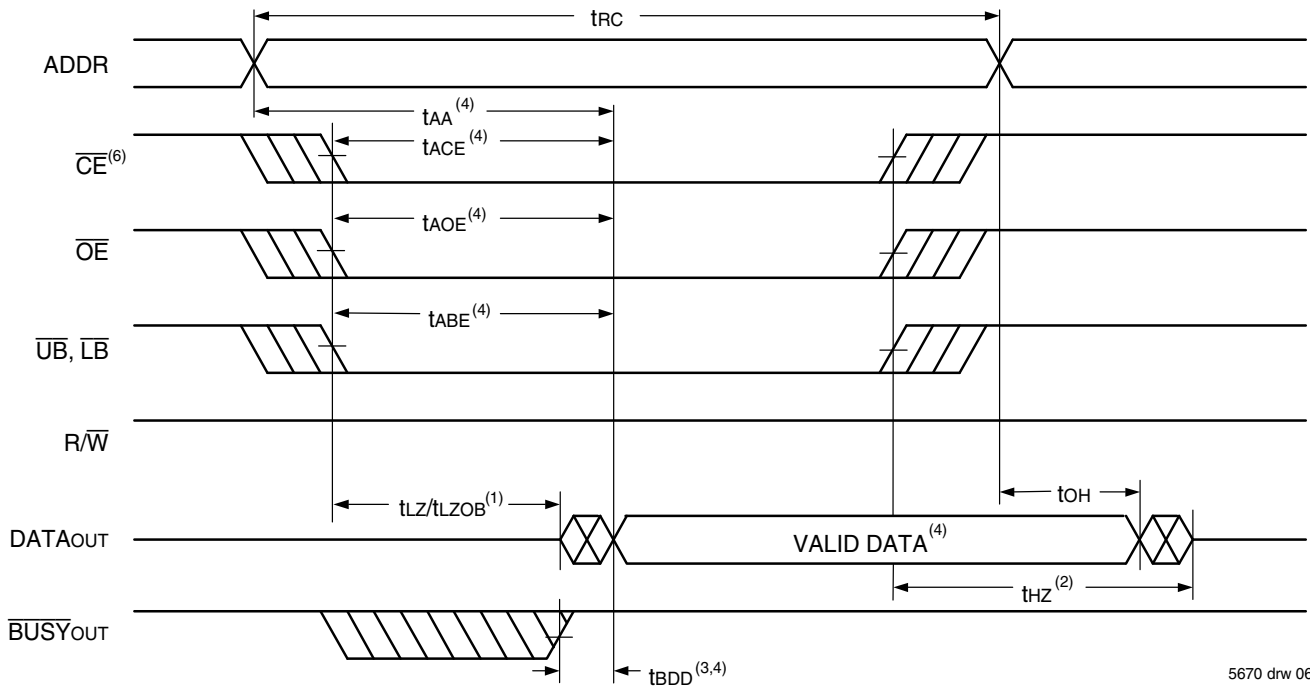 tRC
ADDR
tAA(4)
CE(6)
tACE(4)
OE
tAOE(4)
UB, LB
tABE(4)
R/W
tLZ/tLZOB(1)
tOH
DATAOUT
VALID DATA(4)
tHZ(2)
BUSYOUT
tBDD(3,4)
5670 drw 06